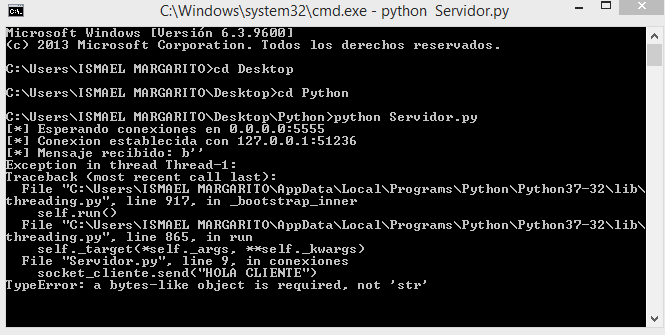 C:\Windows\system32\cmd.exe - python Servidor.py
Microsoft Windows [Versión 6.3.9600]
(c) 2013 Microsoft Corporation. Todos los derechos reservados.
C:\Users\ISMAEL MARGARITO>cd Desktop
C:\Users\ISMAEL MARGARITO\Desktop>cd Python
C:\Users\ISMAEL MARGARITO\Desktop\Python>python Servidor.py
[*] Esperando conexiones en 0.0.0.0:5555
[*] Conexion establecida con 127.0.0.1:51236
[*] Mensaje recibido: b''
Exception in thread Thread-1:
Traceback (most recent call last):
  File "C:\Users\ISMAEL MARGARITO\AppData\Local\Programs\Python\Python37-32\lib\
threading.py", line 917, in _bootstrap_inner
    self.run()
  File "C:\Users\ISMAEL MARGARITO\AppData\Local\Programs\Python\Python37-32\lib\
threading.py", line 865, in run
    self._target(*self._args, **self._kwargs)
  File "Servidor.py", line 9, in conexiones
    socket_cliente.send("HOLA CLIENTE")
TypeError: a bytes-like object is required, not 'str'